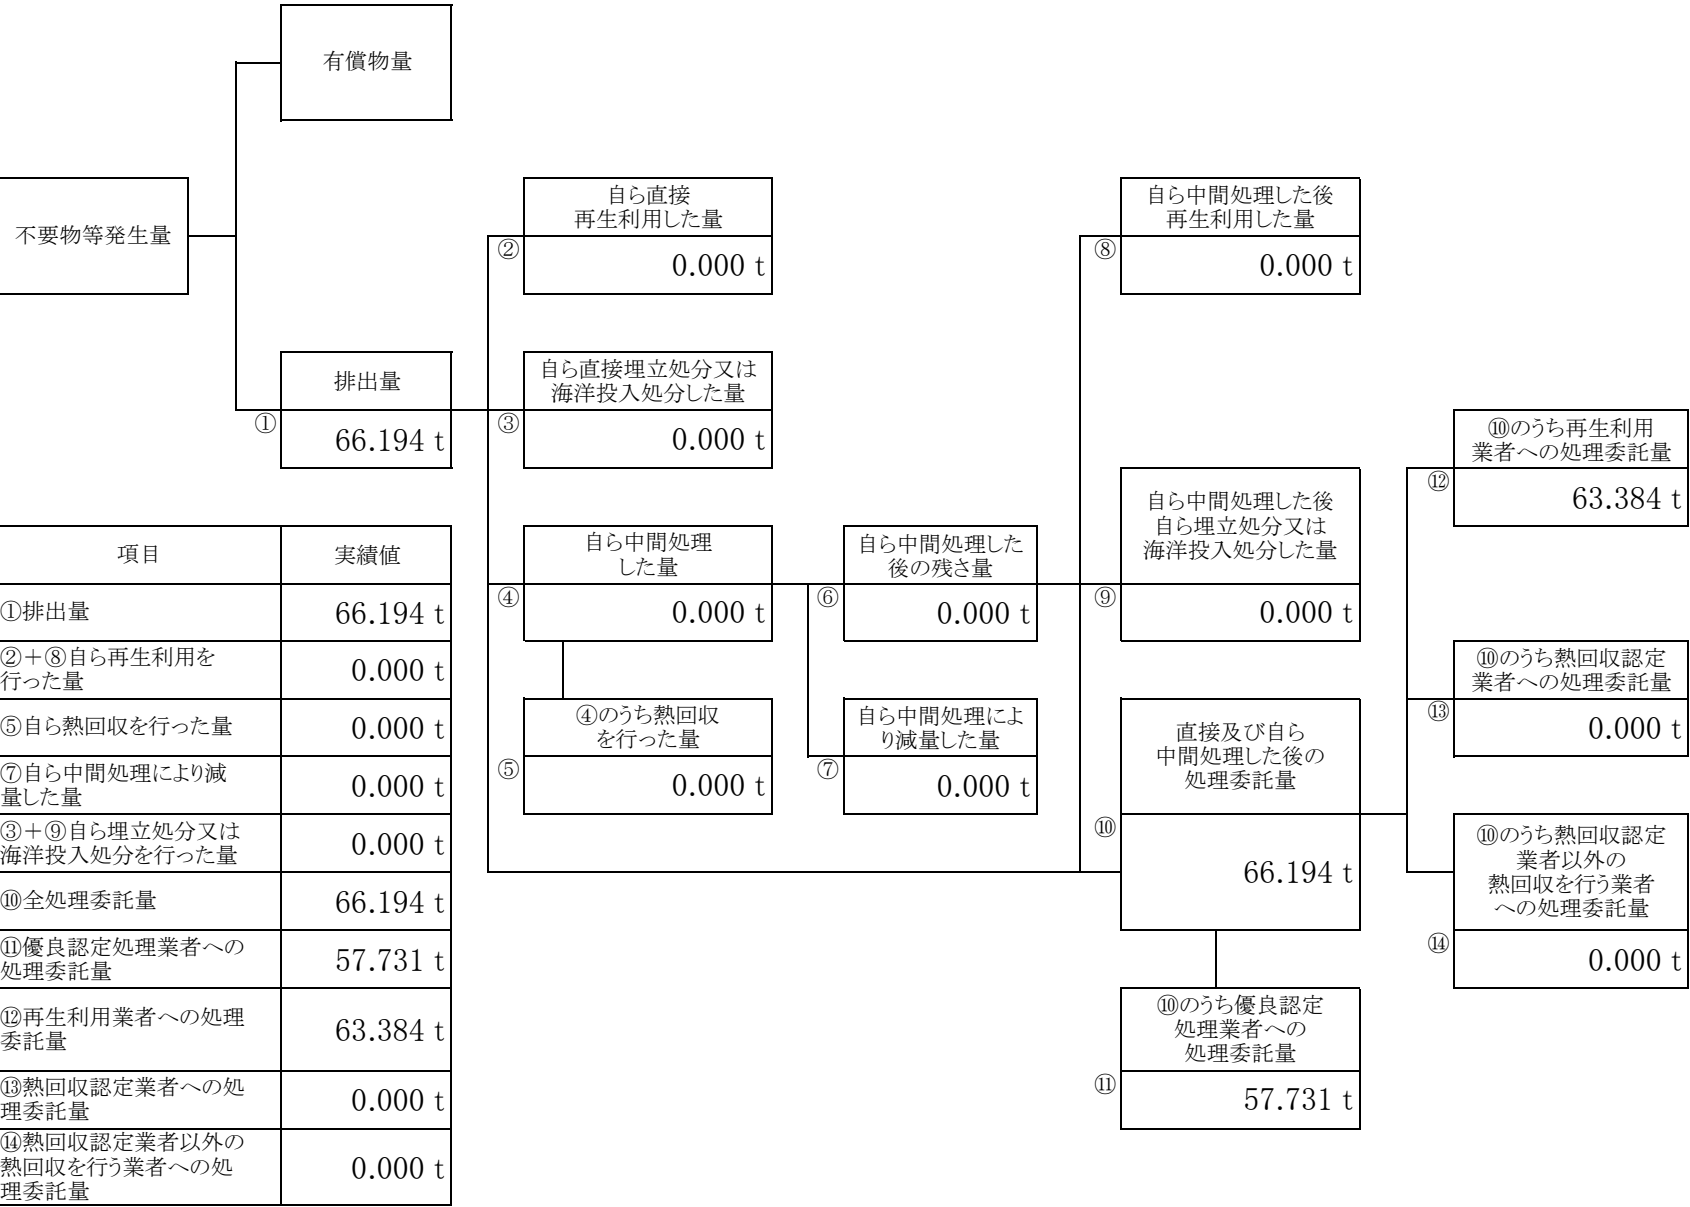 有償物量
不要物等発生量
自ら直接
再生利用した量
②
0.000 t
自ら中間処理した後
再生利用した量
⑧
0.000 t
排出量
①
66.194 t
自ら直接埋立処分又は
海洋投入処分した量
③
0.000 t
⑩のうち再生利用
業者への処理委託量
⑫
63.384 t
自ら中間処理
した量
④
0.000 t
自ら中間処理した
後の残さ量
⑥
0.000 t
自ら中間処理した後
自ら埋立処分又は
海洋投入処分した量
⑨
0.000 t
④のうち熱回収
を行った量
⑤
0.000 t
自ら中間処理によ
り減量した量
⑦
0.000 t
直接及び自ら
中間処理した後の
処理委託量
⑩
66.194 t
⑩のうち熱回収認定
業者への処理委託量
⑬
0.000 t
⑩のうち熱回収認定
業者以外の
熱回収を行う業者
への処理委託量
⑭
0.000 t
⑩のうち優良認定
処理業者への
処理委託量
⑪
57.731 t
項目
実績値
①排出量
66.194 t
②+⑧自ら再生利用を
行った量
0.000 t
⑤自ら熱回収を行った量
0.000 t
⑦自ら中間処理により減
量した量
0.000 t
③+⑨自ら埋立処分又は
海洋投入処分を行った量
0.000 t
⑩全処理委託量
66.194 t
⑪優良認定処理業者への
処理委託量
57.731 t
⑫再生利用業者への処理
委託量
63.384 t
⑬熱回収認定業者への処
理委託量
0.000 t
⑭熱回収認定業者以外の
熱回収を行う業者への処
理委託量
0.000 t